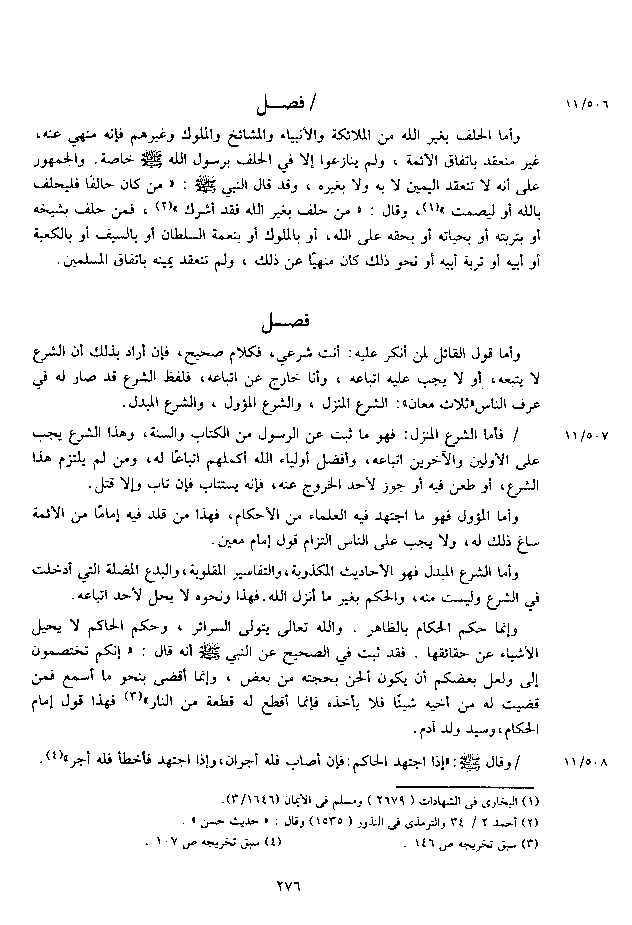 ١١/٥٠٦
/ فصــل
وأما الحلف بغير الله من الملائكة والأنبياء والمشائخ والملوك وغيرهم فإنه منهي عنه،
غير منعقد باتفاق الأئمة ، ولم ينازعوا إلا في الحلف برسول الله ﷺ خاصة. والجمهور
على أنه لا تنعقد اليمين لا به ولا بغيره ، وقد قال النبي ﷺ : « من كان حالفًا فليحلف
بالله أو ليصمت »(١)، وقال : « من حلف بغير الله فقد أشرك »(٢) ، فمن حلف بشيخه
أو بتربته أو بحياته أو بحقه على الله، أو بالملوك أو بنعمة السلطان أو بالسيف أو بالكعبة
أو أبيه أو تربة أبيه أو نحو ذلك كان منهيًا عن ذلك ، ولم تنعقد يمينه باتفاق المسلمين.
فصــل
وأما قول القائل لمن أنكر عليه: أنت شرعي، فكلام صحيح، فإن أراد بذلك أن الشرع
لا يتبعه، أو لا يجب عليه اتباعه ، وأنا خارج عن اتباعه، فلفظ الشرع قد صار له في
عرف الناس«ثلاث معان»: الشرع المنزل ، والشرع المؤول ، والشرع المبدل.
١١/٥٠٧
/ فأما الشرع المنزل: فهو ما ثبت عن الرسول من الكتاب والسنة، وهذا الشرع يجب
على الأولين والآخرين اتباعه، وأفضل أولياء الله أكملهم اتباعًا له، ومن لم يلتزم هذا
الشرع، أو طعن فيه أو جوز لأحد الخروج عنه، فإنه يستتاب فإن تاب وإلا قتل.
وأما المؤول فهو ما اجتهد فيه العلماء من الأحكام، فهذا من قلد فيه إمامًا من الأئمة
ساغ ذلك له، ولا يجب على الناس التزام قول إمام معين.
وأما الشرع المبدل فهو الأحاديث المكذوبة،والتفاسير المقلوبة،والبدع المضلة التي أدخلت
في الشرع وليست منه، والحكم بغير ما أنزل الله.فهذا ونحوه لا يحل لأحد اتباعه.
وإنما حكم الحكام بالظاهر . والله تعالى يتولى السرائر ، وحكم الحاكم لا يحيل
الأشياء عن حقائقها . فقد ثبت في الصحيح عن النبي ﷺ أنه قال : « إنكم تختصمون
إلى ولعل بعضكم أن يكون ألحن بحجته من بعض ، وإنما أقضى بنحو ما أسمع فمن
قضيت له من أخيه شيئًا فلا يأخذه فإنما أقطع له قطعة من النار»(٣) فهذا قول إمام
الحكام،وسيد ولد آدم.
١١/٥٠٨
/ وقال ﷺ: «إذا اجتهد الحاكم:فإن أصاب فله أجران،وإذا اجتهد فأخطأ فله أجر»(٤).
(١) البخارى فى الشهادات ( ٢٦٧٩ ) ومسلم فى الأيمان (٣/١٦٤٦).
(٢) أحمد ٢ / ٣٤ والترمذى فى النذور (١٥٣٥) وقال : « حديث حسن » .
(٣) سبق تخريجه ص ١٤٦ . (٤) سبق تخريجه ص ١٠٧ .
٢٧٦